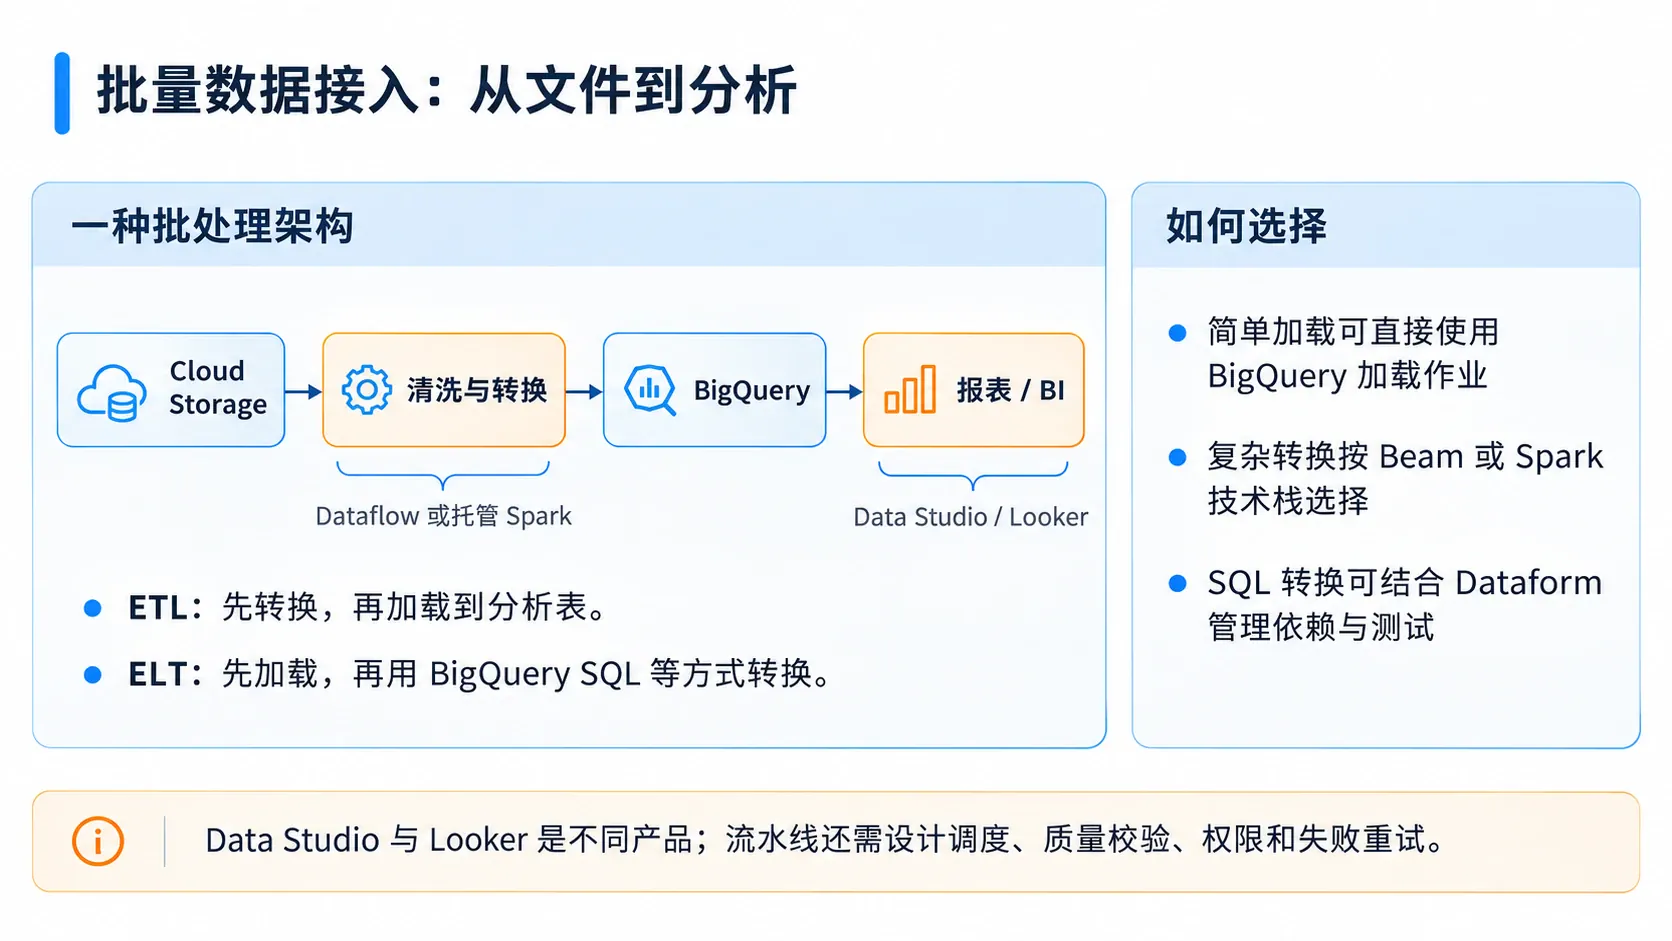 批量数据接入：从文件到分析
一种批处理架构
Cloud
Storage
清洗与转换
BigQuery
报表 / BI
Dataflow 或托管 Spark
Data Studio / Looker
ETL：先转换，再加载到分析表。
ELT：先加载，再用 BigQuery SQL 等方式转换。
如何选择
简单加载可直接使用
BigQuery 加载作业
复杂转换按 Beam 或 Spark
技术栈选择
SQL 转换可结合 Dataform
管理依赖与测试
Data Studio 与 Looker 是不同产品；流水线还需设计调度、质量校验、权限和失败重试。